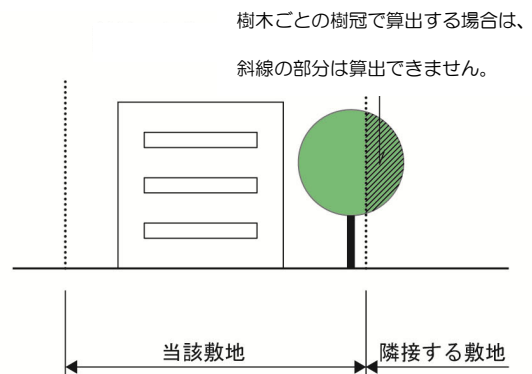 樹木ごとの樹冠で算出する場合は、
斜線の部分は算出できません。
当該敷地
隣接する敷地